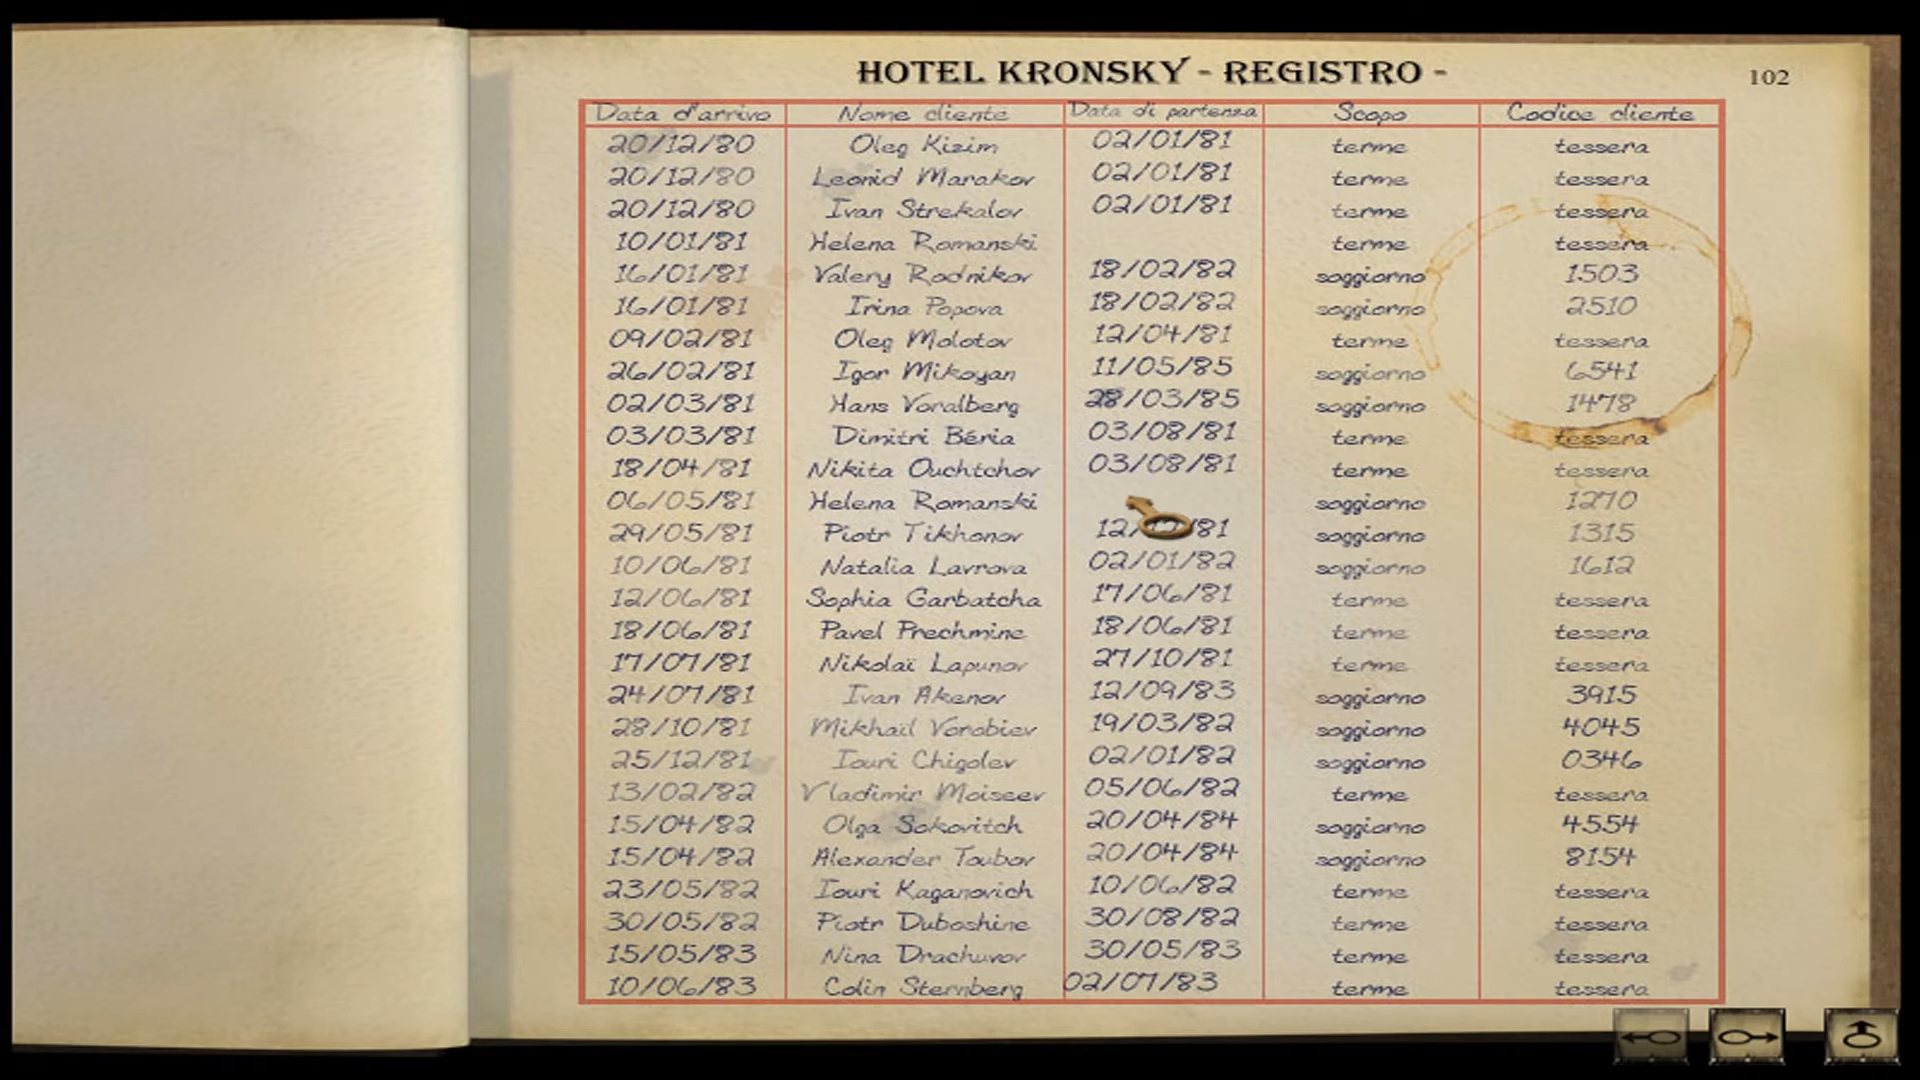 HOTEL KRONSKY - REGISTRO -
102
Data d'arrivo Nome cliente Data di partenza Scopo Codice cliente
20/12/80 Oleg Kizim 02/01/81 terme tessera
20/12/80 Leonid Marakov 02/01/81 terme tessera
20/12/80 Ivan Strekalov 02/01/81 terme tessera
10/01/81 Helena Romanski terme tessera
16/01/81 Valery Rodnikov 18/02/82 soggiorno 1503
16/01/81 Irina Popova 18/02/82 soggiorno 2510
09/02/81 Oleg Molotov 12/04/81 terme tessera
26/02/81 Igor Mikoyan 11/05/85 soggiorno 6541
02/03/81 Hans Voralberg 28/03/85 soggiorno 1478
03/03/81 Dimitri Béria 03/08/81 terme tessera
18/04/81 Nikita Ouchtchov 03/08/81 terme tessera
06/05/81 Helena Romanski soggiorno 1270
29/05/81 Piotr Tikhonov soggiorno 1315
10/06/81 Natalia Lavrova 02/01/82 soggiorno 1612
12/06/81 Sophia Garbatcha 17/06/81 terme tessera
18/06/81 Pavel Prechmine 18/06/81 terme tessera
17/07/81 Nikolaï Lapunov 27/10/81 terme tessera
24/07/81 Ivan Akenov 12/09/83 soggiorno 3915
28/10/81 Mikhaïl Vorobiev 19/03/82 soggiorno 4045
25/12/81 Iouri Chigolev 02/01/82 soggiorno 0346
13/02/82 Vladimir Moiseev 05/06/82 terme tessera
15/04/82 Olga Sokovitch 20/04/84 soggiorno 4554
15/04/82 Alexander Toubov 20/04/84 soggiorno 8154
23/05/82 Iouri Kaganovich 10/06/82 terme tessera
30/05/82 Piotr Duboshine 30/08/82 terme tessera
15/05/83 Nina Drachuvov 30/05/83 terme tessera
10/06/83 Colin Sternberg 02/07/83 terme tessera